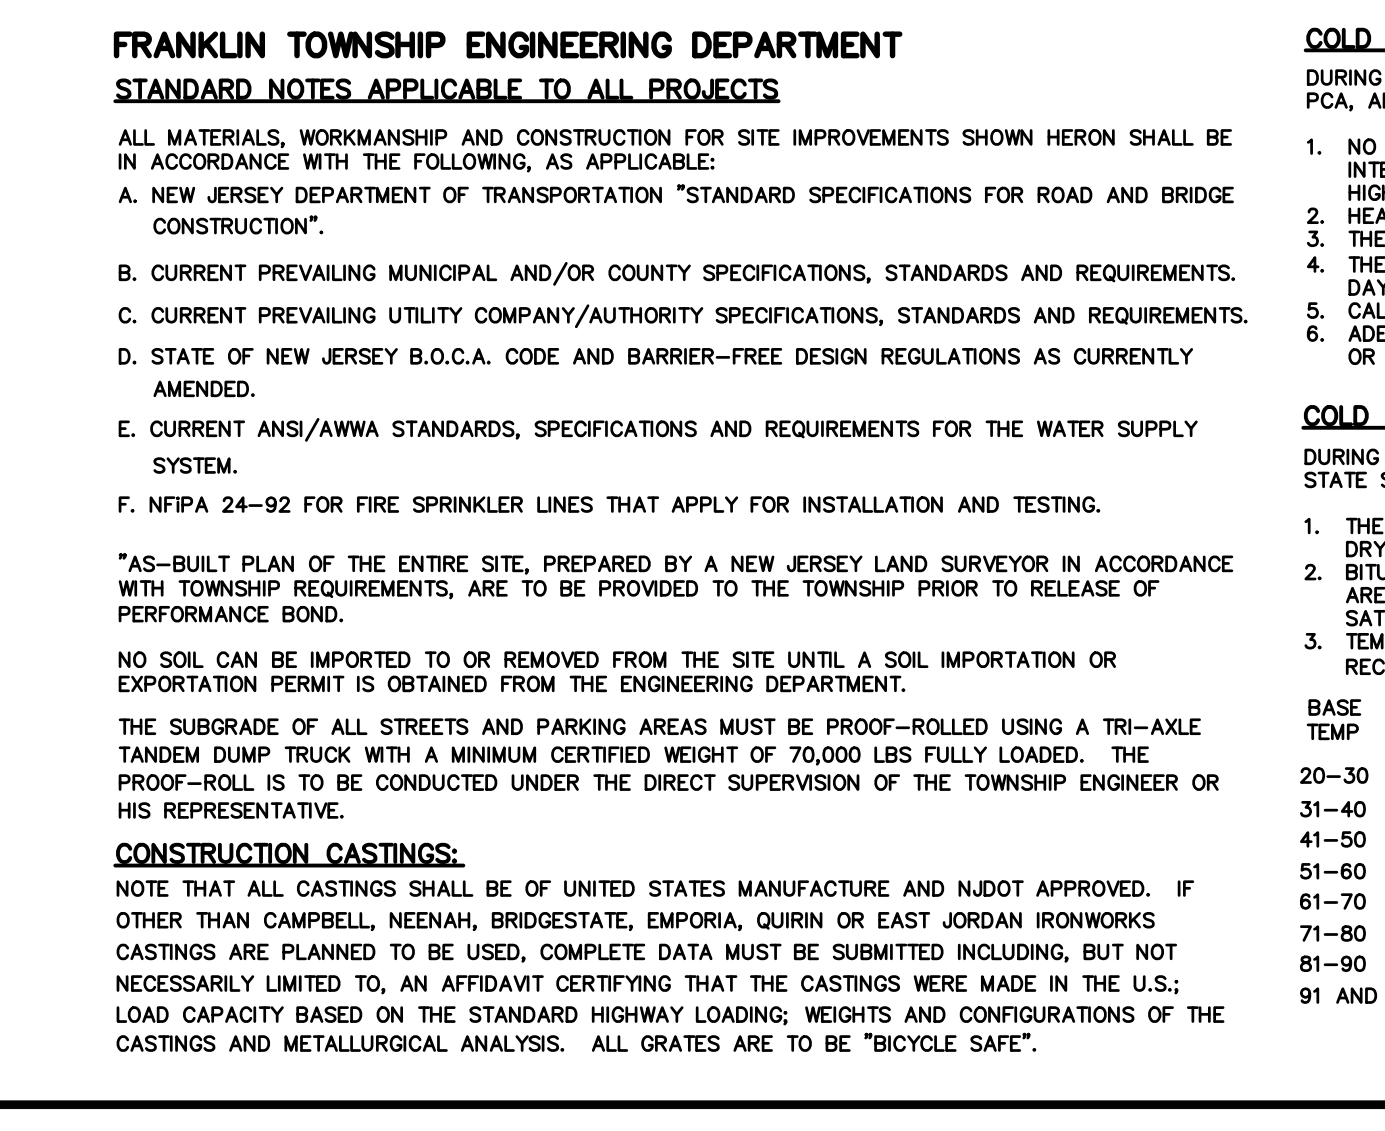 FRANKLIN TOWNSHIP ENGINEERING DEPARTMENT
STANDARD NOTES APPLICABLE TO ALL PROJECTS
ALL MATERIALS, WORKMANSHIP AND CONSTRUCTION FOR SITE IMPROVEMENTS SHOWN HERON SHALL BE
IN ACCORDANCE WITH THE FOLLOWING, AS APPLICABLE:
A. NEW JERSEY DEPARTMENT OF TRANSPORTATION "STANDARD SPECIFICATIONS FOR ROAD AND BRIDGE
CONSTRUCTION".
B. CURRENT PREVAILING MUNICIPAL AND/OR COUNTY SPECIFICATIONS, STANDARDS AND REQUIREMENTS.
C. CURRENT PREVAILING UTILITY COMPANY/AUTHORITY SPECIFICATIONS, STANDARDS AND REQUIREMENTS.
D. STATE OF NEW JERSEY B.O.C.A. CODE AND BARRIER-FREE DESIGN REGULATIONS AS CURRENTLY
AMENDED.
E. CURRENT ANSI/AWWA STANDARDS, SPECIFICATIONS AND REQUIREMENTS FOR THE WATER SUPPLY
SYSTEM.
F. NFiPA 24-92 FOR FIRE SPRINKLER LINES THAT APPLY FOR INSTALLATION AND TESTING.
"AS-BUILT PLAN OF THE ENTIRE SITE, PREPARED BY A NEW JERSEY LAND SURVEYOR IN ACCORDANCE
WITH TOWNSHIP REQUIREMENTS, ARE TO BE PROVIDED TO THE TOWNSHIP PRIOR TO RELEASE OF
PERFORMANCE BOND.
NO SOIL CAN BE IMPORTED TO OR REMOVED FROM THE SITE UNTIL A SOIL IMPORTATION OR
EXPORTATION PERMIT IS OBTAINED FROM THE ENGINEERING DEPARTMENT.
THE SUBGRADE OF ALL STREETS AND PARKING AREAS MUST BE PROOF-ROLLED USING A TRI-AXLE
TANDEM DUMP TRUCK WITH A MINIMUM CERTIFIED WEIGHT OF 70,000 LBS FULLY LOADED. THE
PROOF-ROLL IS TO BE CONDUCTED UNDER THE DIRECT SUPERVISION OF THE TOWNSHIP ENGINEER OR
HIS REPRESENTATIVE.
CONSTRUCTION CASTINGS:
NOTE THAT ALL CASTINGS SHALL BE OF UNITED STATES MANUFACTURE AND NJDOT APPROVED. IF
OTHER THAN CAMPBELL, NEENAH, BRIDGESTATE, EMPORIA, QUIRIN OR EAST JORDAN IRONWORKS
CASTINGS ARE PLANNED TO BE USED, COMPLETE DATA MUST BE SUBMITTED INCLUDING, BUT NOT
NECESSARILY LIMITED TO, AN AFFIDAVIT CERTIFYING THAT THE CASTINGS WERE MADE IN THE U.S.;
LOAD CAPACITY BASED ON THE STANDARD HIGHWAY LOADING; WEIGHTS AND CONFIGURATIONS OF THE
CASTINGS AND METALLURGICAL ANALYSIS. ALL GRATES ARE TO BE "BICYCLE SAFE".
COLD
DURING
PCA,
1. NO
2.
3. THE
4. THE
5.
6.
OR
COLD
DURING
STATE
1. THE
DRY
2.
3.
BASE
TEMP
20-30
31-40
41-50
51-60
61-70
71-80
81-90
91 AND